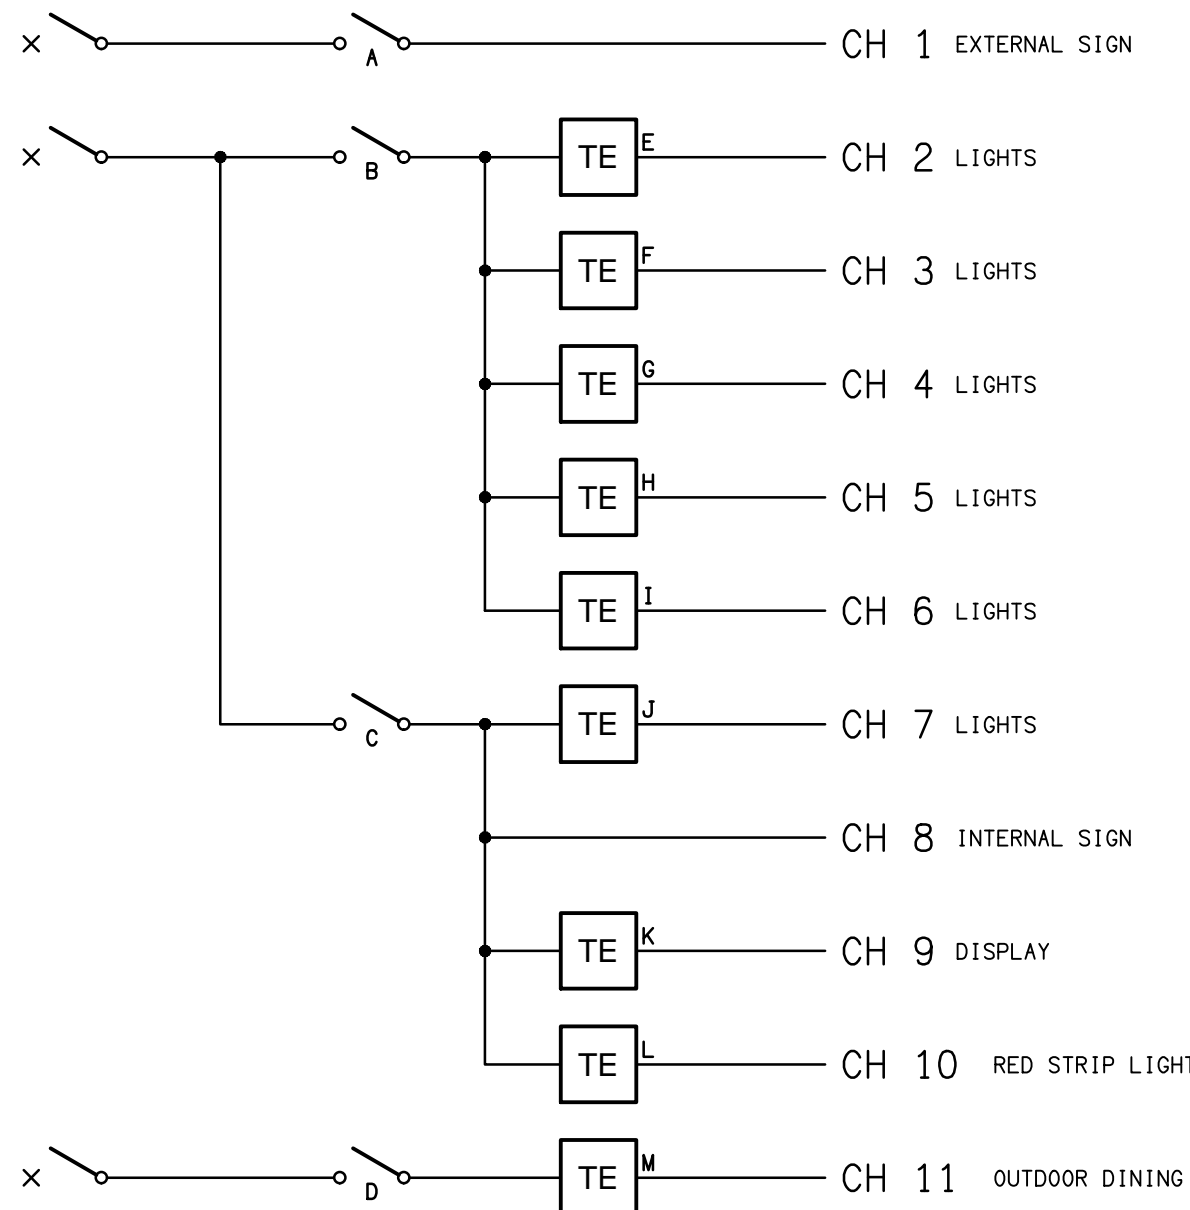 CH 1 EXTERNAL SIGN
A
TE E CH 2 LIGHTS
B
TE F CH 3 LIGHTS
TE G CH 4 LIGHTS
TE H CH 5 LIGHTS
TE I CH 6 LIGHTS
TE J CH 7 LIGHTS
C
CH 8 INTERNAL SIGN
TE K CH 9 DISPLAY
TE L CH 10 RED STRIP LIGHT
TE M CH 11 OUTDOOR DINING
D